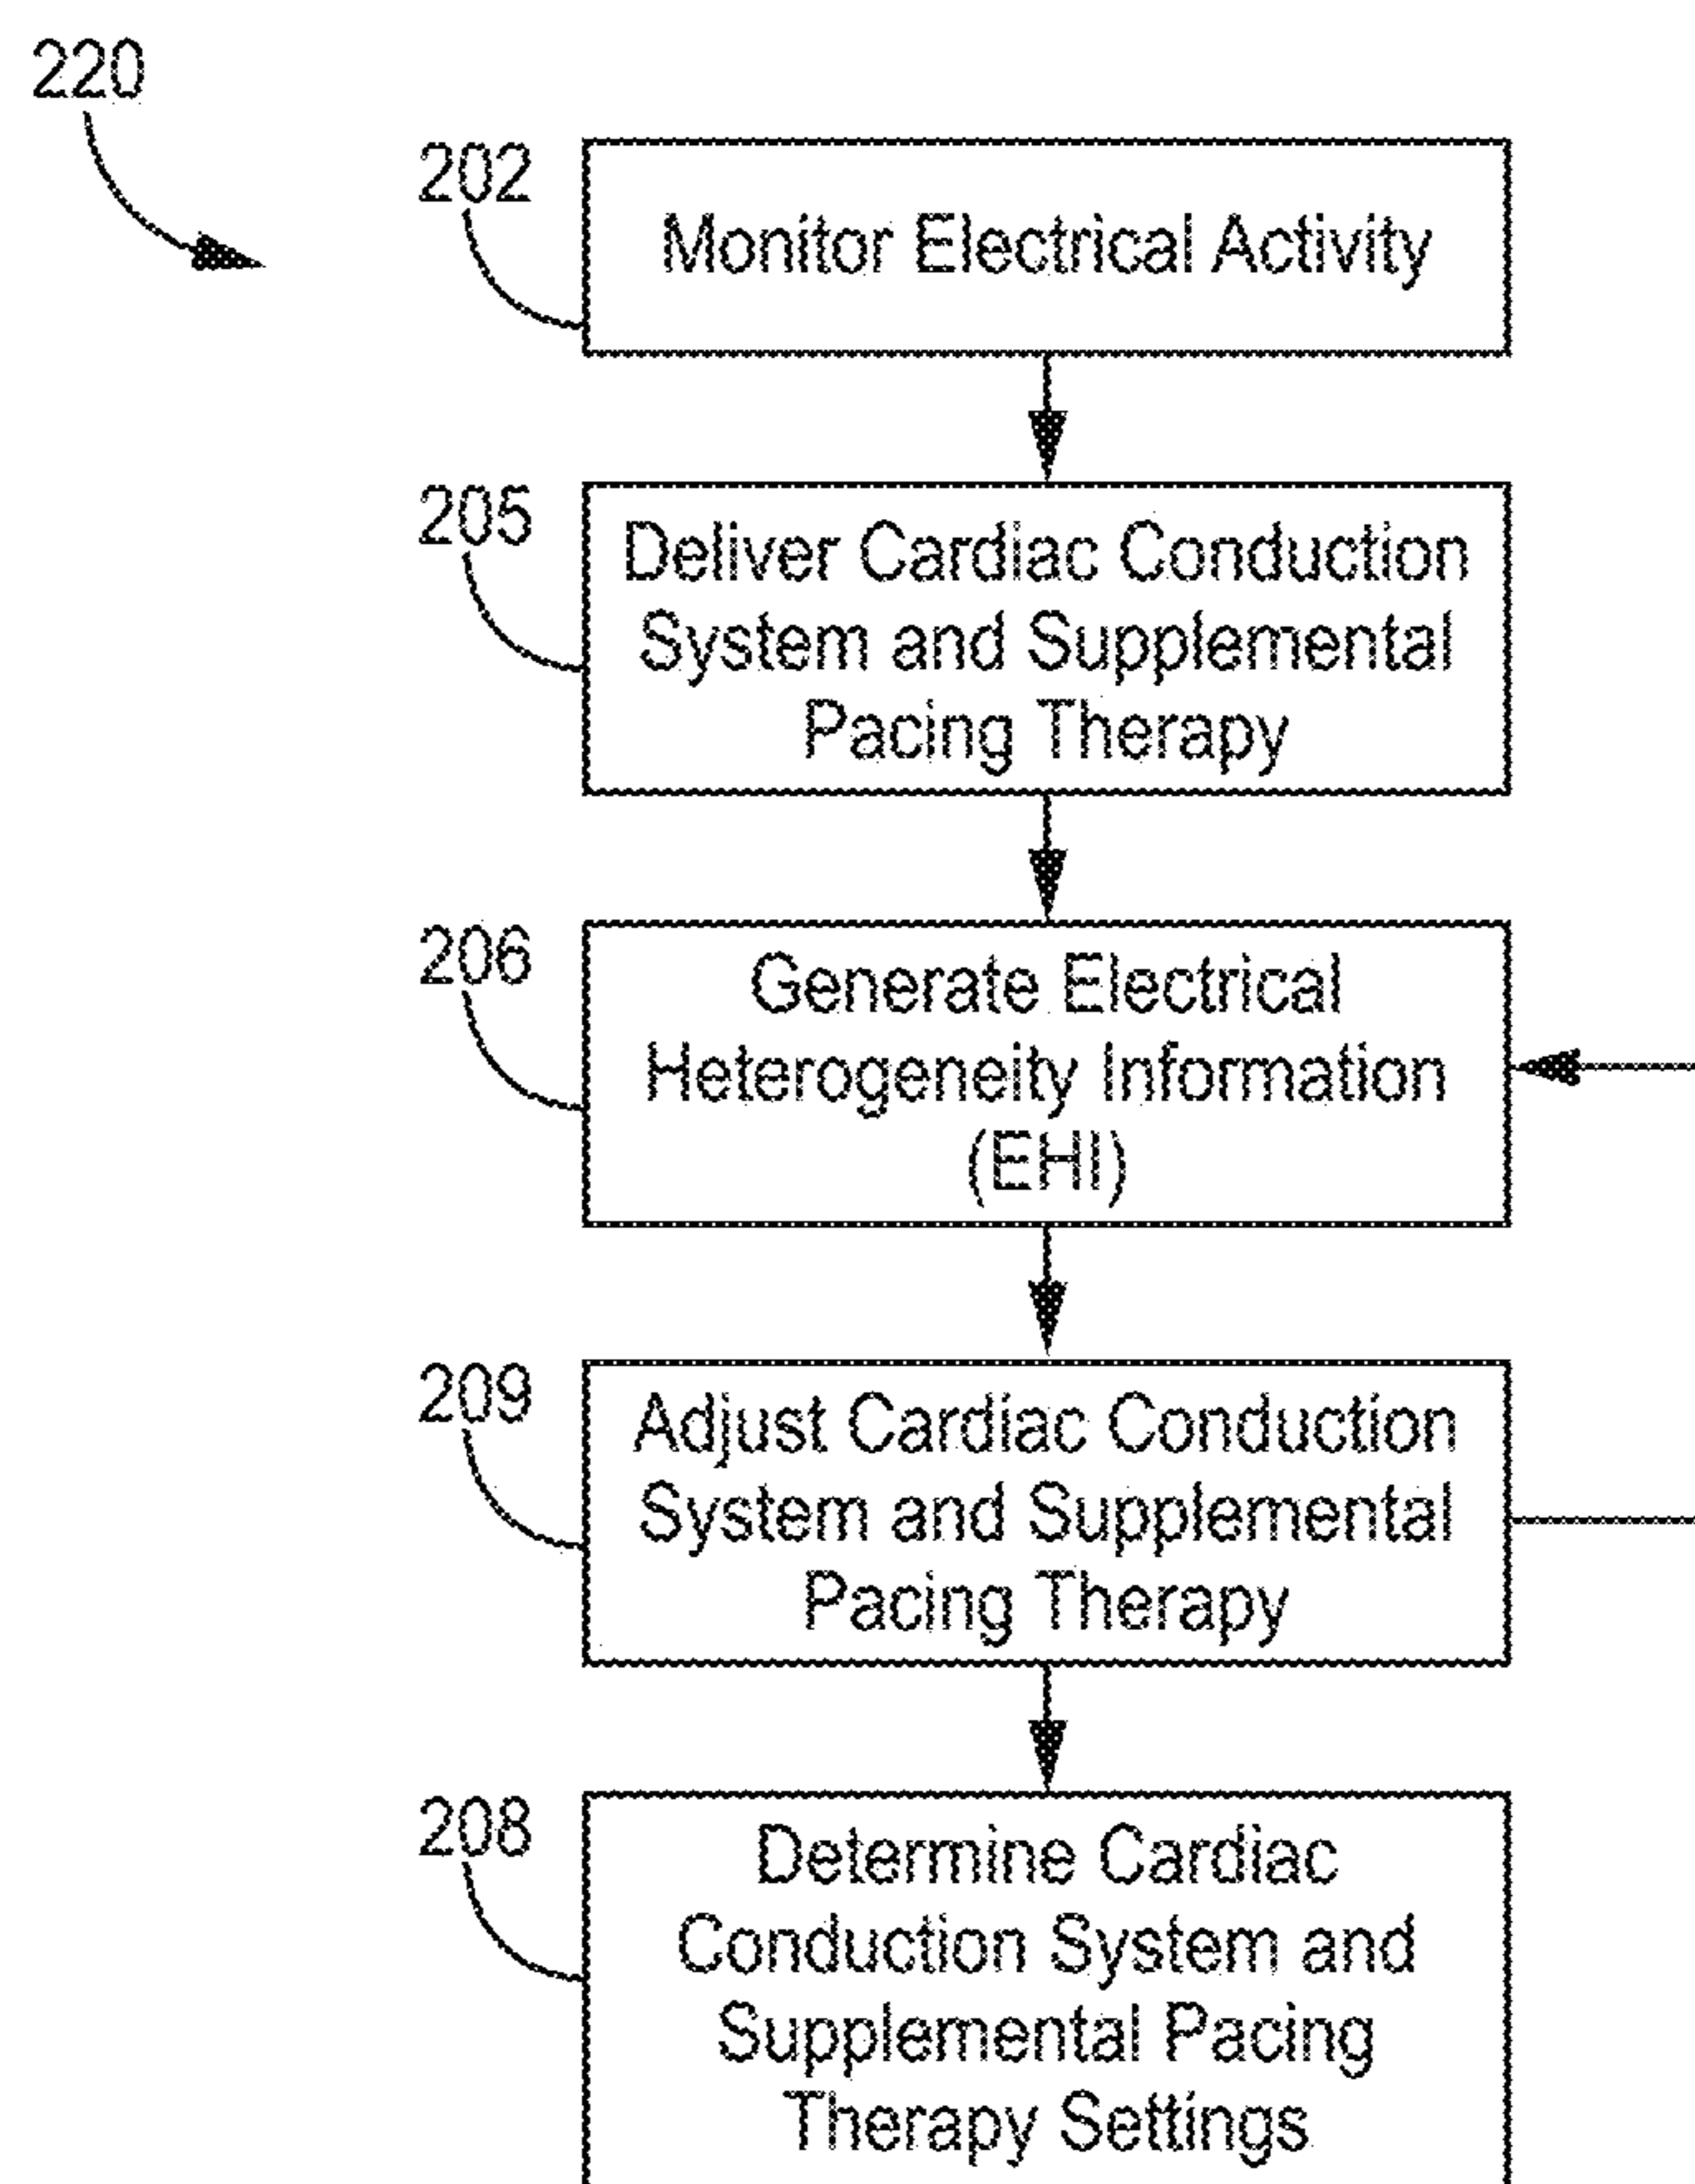 220
202
Monitor Electrical Activity
205
Deliver Cardiac Conduction
System and Supplemental
Pacing Therapy
206
Generate Electrical
Heterogeneity Information
(EHI)
209
Adjust Cardiac Conduction
System and Supplemental
Pacing Therapy
208
Determine Cardiac
Conduction System and
Supplemental Pacing
Therapy Settings